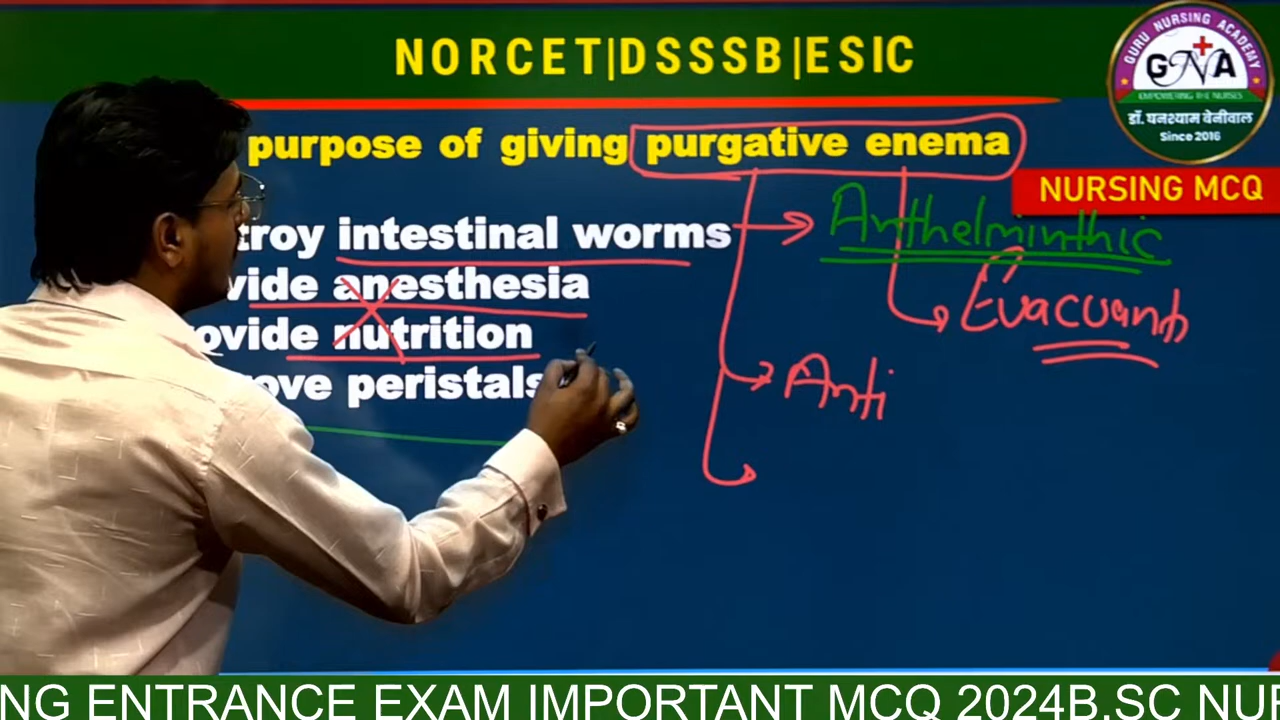 NORCET|DSSSB|ESIC
GURU NURSING ACADEMY
GNA
EMPOWERING THE NURSES
डॉ. घनश्याम वेनीवाल
Since 2016
purpose of giving purgative enema
NURSING MCQ
troy intestinal worms
Anthelminthic
vide anesthesia
Evacuant
ovide nutrition
ove peristals
Anti
NG ENTRANCE EXAM IMPORTANT MCQ 2024B.SC NUR